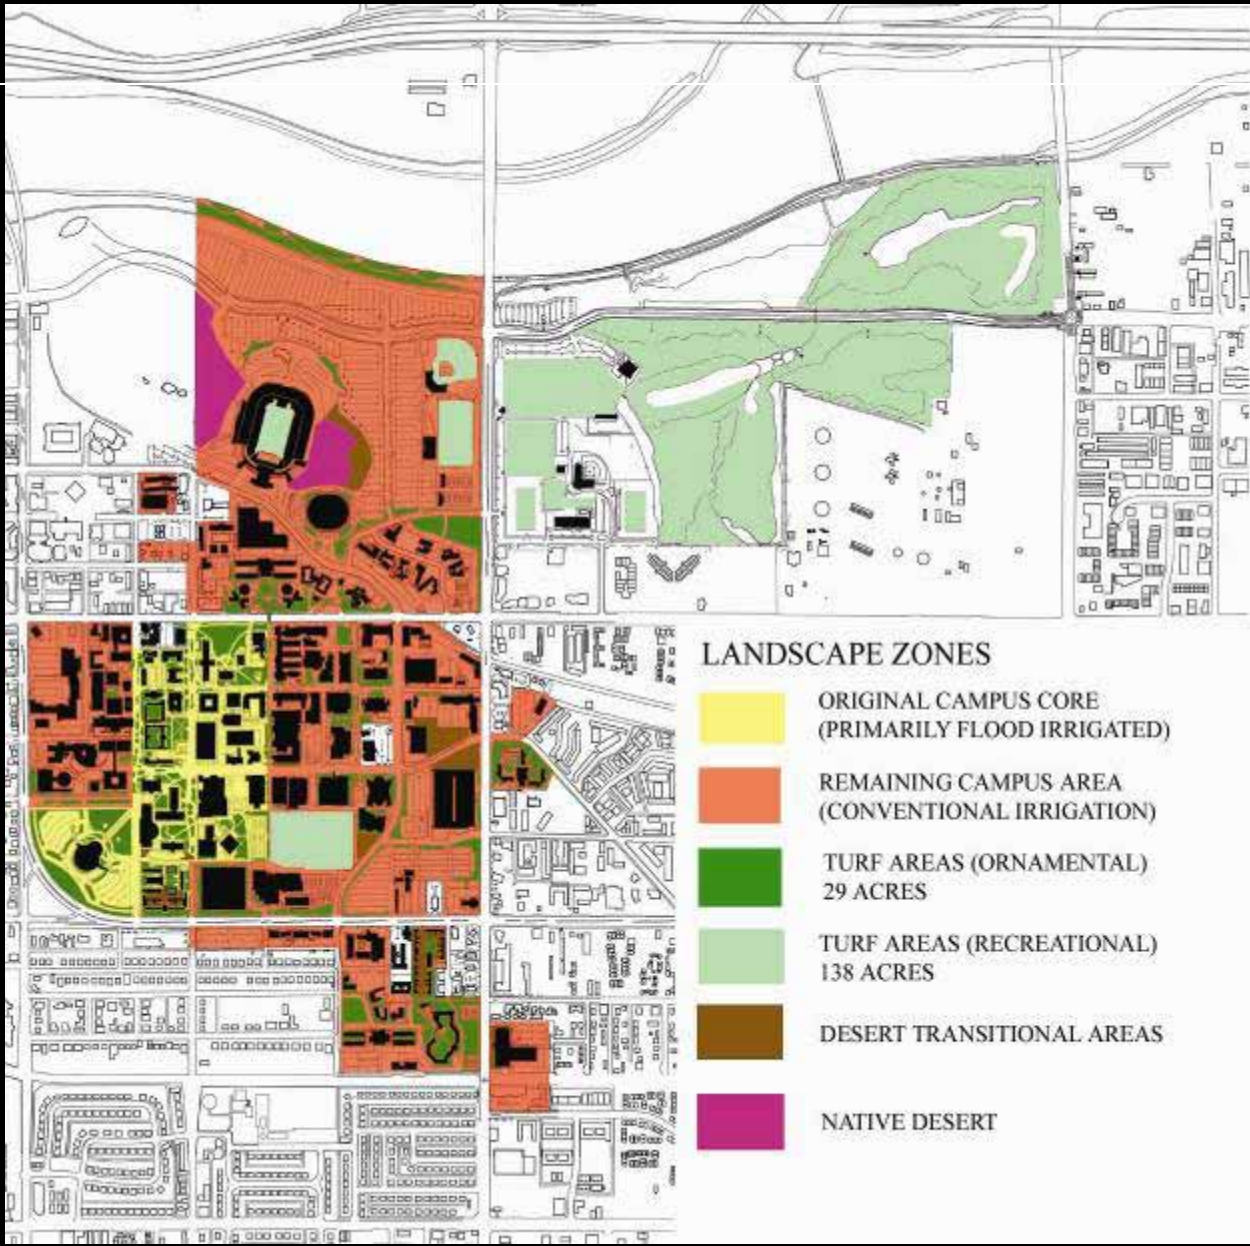 LANDSCAPE ZONES
ORIGINAL CAMPUS CORE
(PRIMARILY FLOOD IRRIGATED)
REMAINING CAMPUS AREA
(CONVENTIONAL IRRIGATION)
TURF AREAS (ORNAMENTAL)
29 ACRES
TURF AREAS (RECREATIONAL)
138 ACRES
DESERT TRANSITIONAL AREAS
NATIVE DESERT